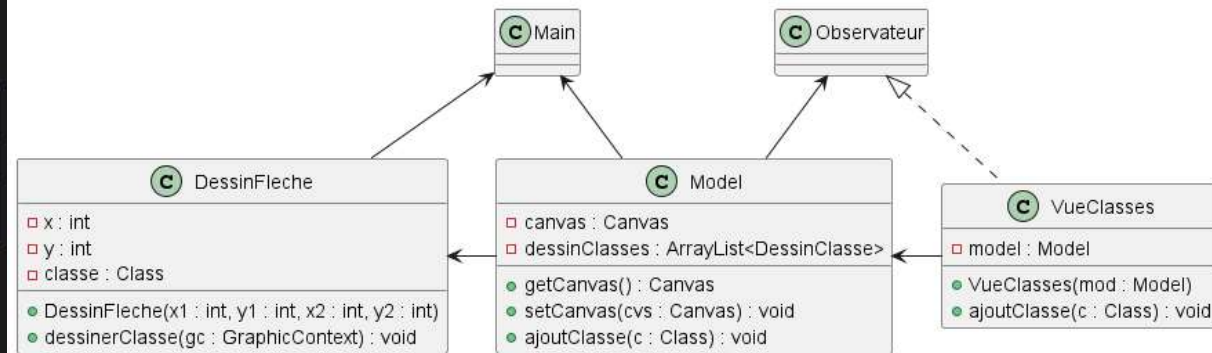 C Main
C Observateur
C DessinFleche
x : int
y : int
classe : Class
DessinFleche(x1 : int, y1 : int, x2 : int, y2 : int)
dessinerClasse(gc : GraphicContext) : void
C Model
canvas : Canvas
dessinClasses : ArrayList<DessinClasse>
getCanvas() : Canvas
setCanvas(cvs : Canvas) : void
ajoutClasse(c : Class) : void
C VueClasses
model : Model
VueClasses(mod : Model)
ajoutClasse(c : Class) : void